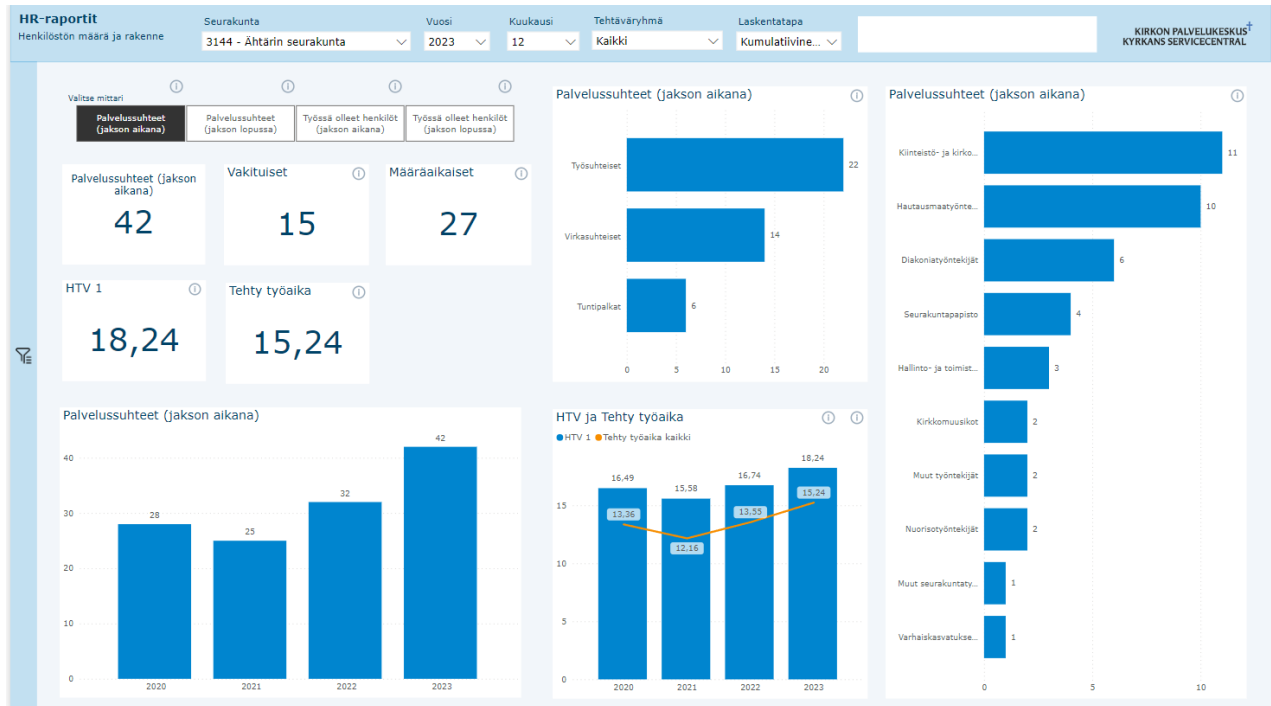 HR-raportit
Henkilöstön määrä ja rakenne
Seurakunta
3144 - Ähtärin seurakunta
Vuosi
2023
Kuukausi
12
Tehtäväryhmä
Kaikki
Laskentatapa
Kumulatiivine...
KIRKON PALVELUKESKUS
KYRKANS SERVICECENTRAL
Valitse mittari
Palvelussuhteet
(jakson aikana)
Palvelussuhteet
(jakson lopussa)
Työssä olleet henkilöt
(jakson aikana)
Työssä olleet henkilöt
(jakson lopussa)
Palvelussuhteet (jakson
aikana)
42
Vakituiset
15
Määräaikaiset
27
HTV 1
18,24
Tehty työaika
15,24
Palvelussuhteet (jakson aikana)
Työsuhteiset
22
Virkasuhteiset
14
Tuntipalkat
6
0 5 10 15 20
Palvelussuhteet (jakson aikana)
Kiinteistö- ja kirko...
11
Hautausmaatyönte...
10
Diakoniatyöntekijät
6
Seurakuntapapisto
4
Hallinto- ja toimist...
3
Kirkkomuusikot
2
Muut työntekijät
2
Nuorisotyöntekijät
2
Muut seurakuntaty...
1
Varhaiskasvatukse...
1
0 5 10
Palvelussuhteet (jakson aikana)
40
30
20
10
0
28
25
32
42
2020 2021 2022 2023
HTV ja Tehty työaika
HTV 1 Tehty työaika kaikki
15
10
5
0
16,49
15,58
16,74
18,24
13,36
12,16
13,55
15,24
2020 2021 2022 2023